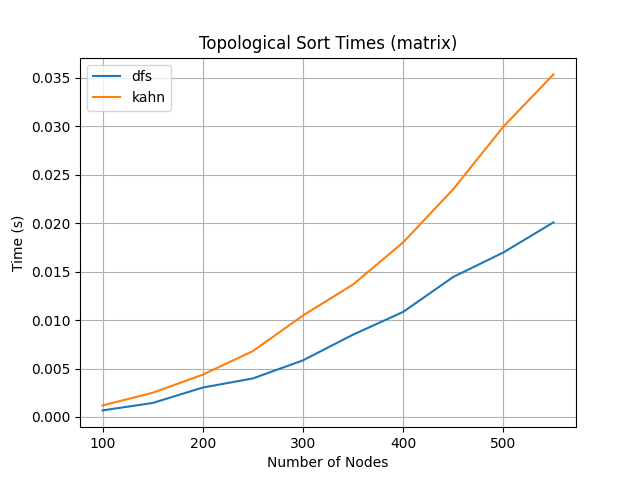 Topological Sort Times (matrix)
dfs
kahn
0.035
0.030
0.025
0.020
0.015
0.010
0.005
0.000
Time (s)
100 200 300 400 500
Number of Nodes